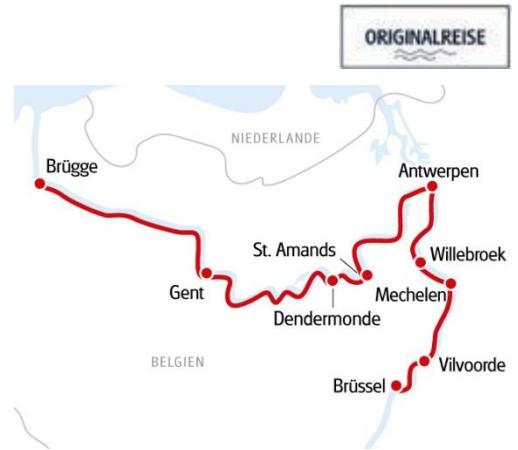 ORIGINALREISE
NIEDERLANDE
Brügge
Antwerpen
St. Amands
Willebroek
Gent
Mechelen
Dendermonde
BELGIEN
Vilvoorde
Brüssel